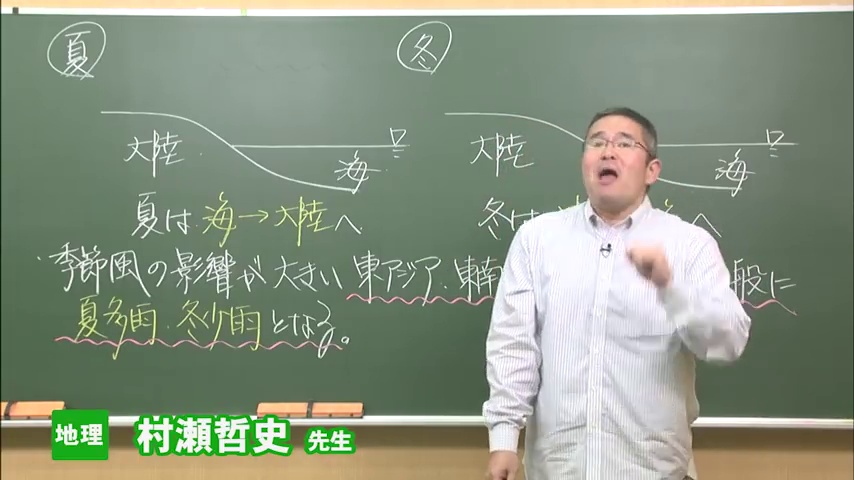 夏
冬
大陸
海
大陸
海
夏は 海→大陸へ
冬は へ
季節風の影響が大きい 東アジア・東南 般に
夏多雨・冬少雨となる。
地理 村瀬哲史 先生